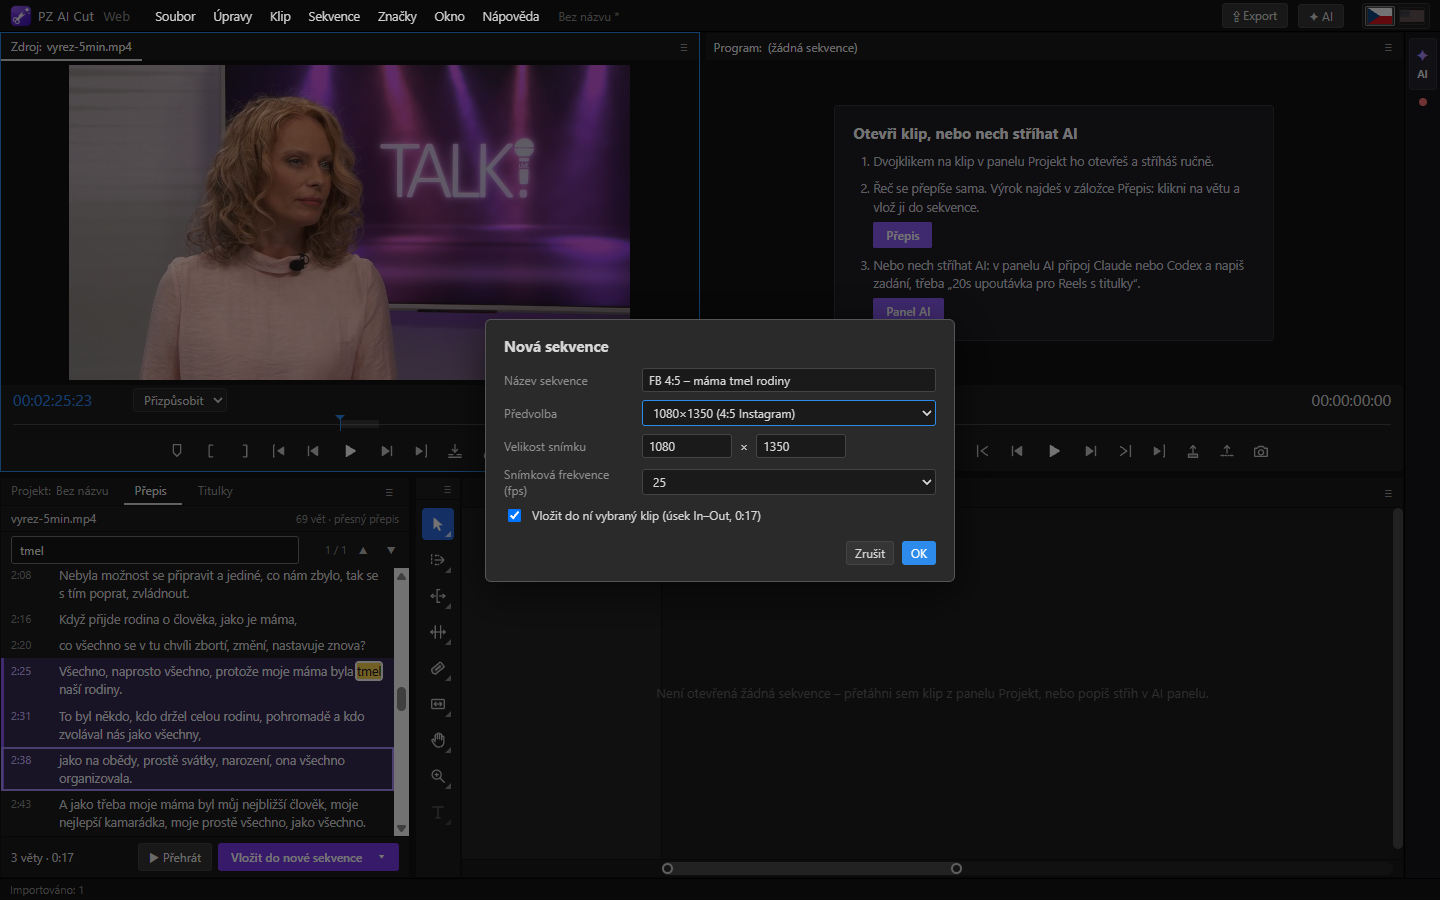 PZ AI Cut Web
Soubor Úpravy Klip Sekvence Značky Okno Nápověda Bez názvu *
Export AI
Zdroj: vyrez-5min.mp4
Program: (žádná sekvence)
AI
TALK!
Otevři klip, nebo nech stříhat AI
1. Dvojklikem na klip v panelu Projekt ho otevřeš a stříháš ručně.
2. Řeč se přepíše sama. Výrok najdeš v záložce Přepis: klikni na větu a
vlož ji do sekvence.
Přepis
3. Nebo nech stříhat AI: v panelu AI připoj Claude nebo Codex a napiš
zadání, třeba „20s upoutávka pro Reels s titulky“.
Panel AI
00:02:25:23
Přizpůsobit
00:00:00:00
Nová sekvence
Název sekvence FB 4:5 – máma tmel rodiny
Předvolba 1080×1350 (4:5 Instagram)
Velikost snímku 1080 × 1350
Snímková frekvence
(fps)
25
Vložit do ní vybraný klip (úsek In–Out, 0:17)
Zrušit OK
Projekt: Bez názvu Přepis Titulky
vyrez-5min.mp4 69 vět · přesný přepis
tmel 1 / 1
2:08 Nebyla možnost se připravit a jediné, co nám zbylo, tak se
s tím poprat, zvládnout.
2:16 Když přijde rodina o člověka, jako je máma,
2:20 co všechno se v tu chvíli zbortí, změní, nastavuje znova?
2:25 Všechno, naprosto všechno, protože moje máma byla tmel
naší rodiny.
2:31 To byl někdo, kdo držel celou rodinu, pohromadě a kdo
zvolával nás jako všechny,
2:38 jako na obědy, prostě svátky, narození, ona všechno
organizovala.
2:43 A jako třeba moje máma byl můj nejbližší člověk, moje
nejlepší kamarádka, moje prostě všechno, jako všechno.
3 věty · 0:17 Přehrát Vložit do nové sekvence
Není otevřená žádná sekvence – přetáhni sem klip z panelu Projekt, nebo popiš střih v AI panelu.
Importováno: 1